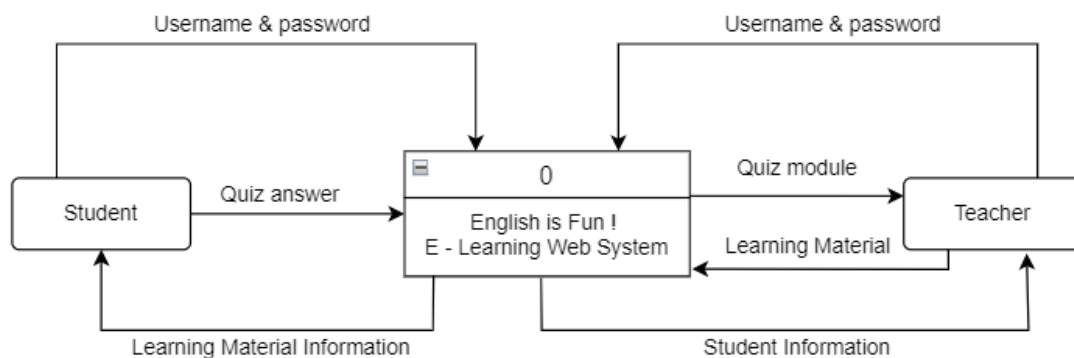 Username & password
Username & password
0
Quiz module
Student
Quiz answer
English is Fun !
E - Learning Web System
Teacher
Learning Material
Learning Material Information
Student Information